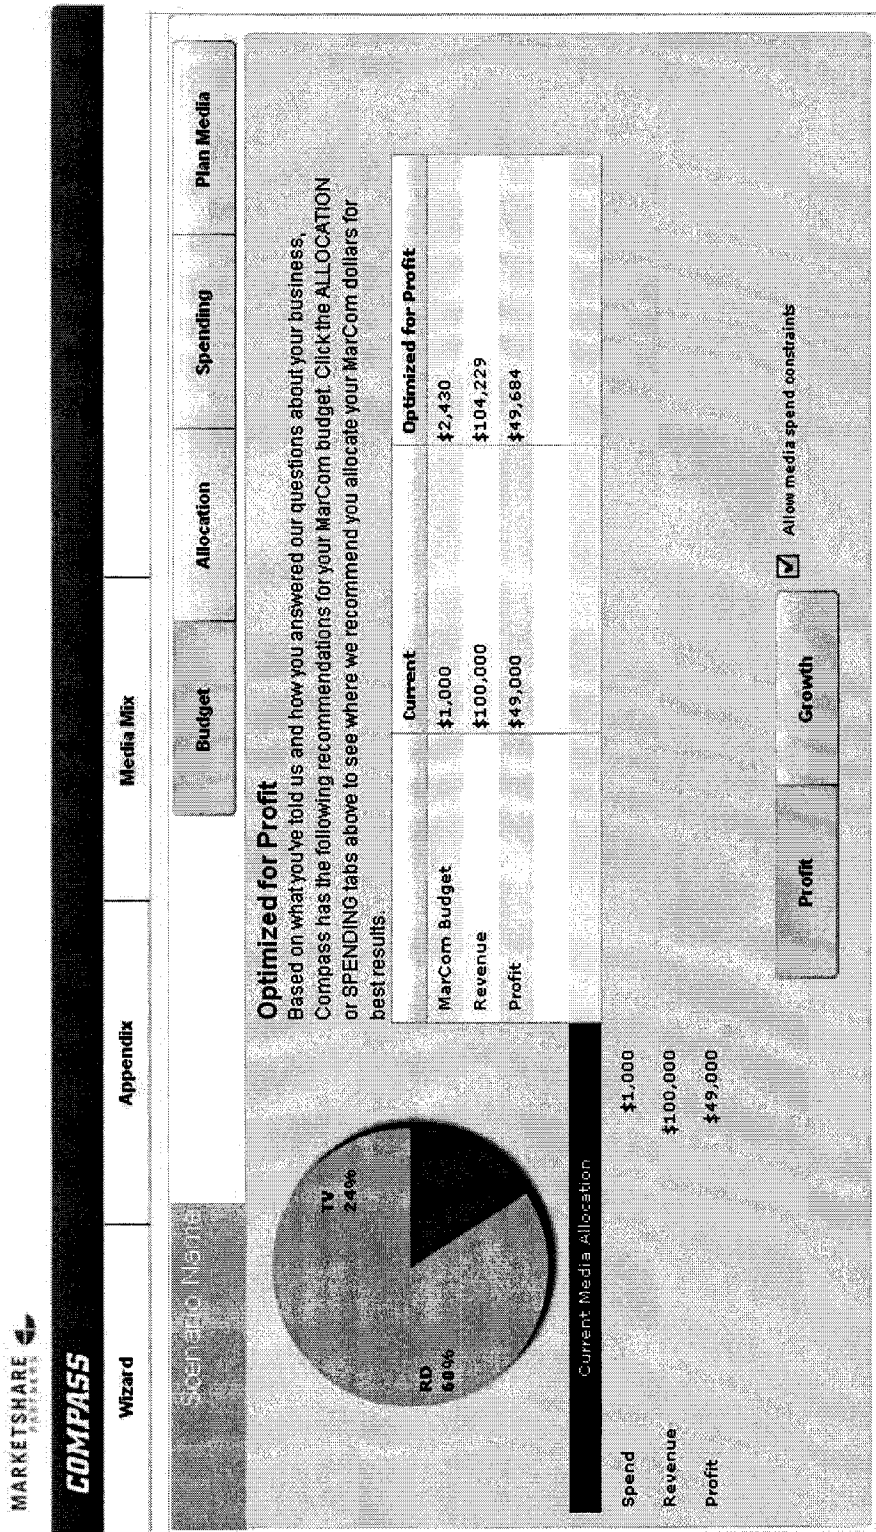 MARKETSHARE
PARTNERS
COMPASS
Wizard
Appendix
Media Mix
Scenario Name
Budget
Allocation
Spending
Plan Media
TV
24%
RD
60%
Current Media Allocation
Spend $1,000
Revenue $100,000
Profit $49,000
Optimized for Profit
Based on what you've told us and how you answered our questions about your business,
Compass has the following recommendations for your MarCom budget. Click the ALLOCATION
or SPENDING tabs above to see where we recommend you allocate your MarCom dollars for
best results.
Current Optimized for Profit
MarCom Budget $1,000 $2,430
Revenue $100,000 $104,229
Profit $49,000 $49,684
Profit
Growth
Allow media spend constraints